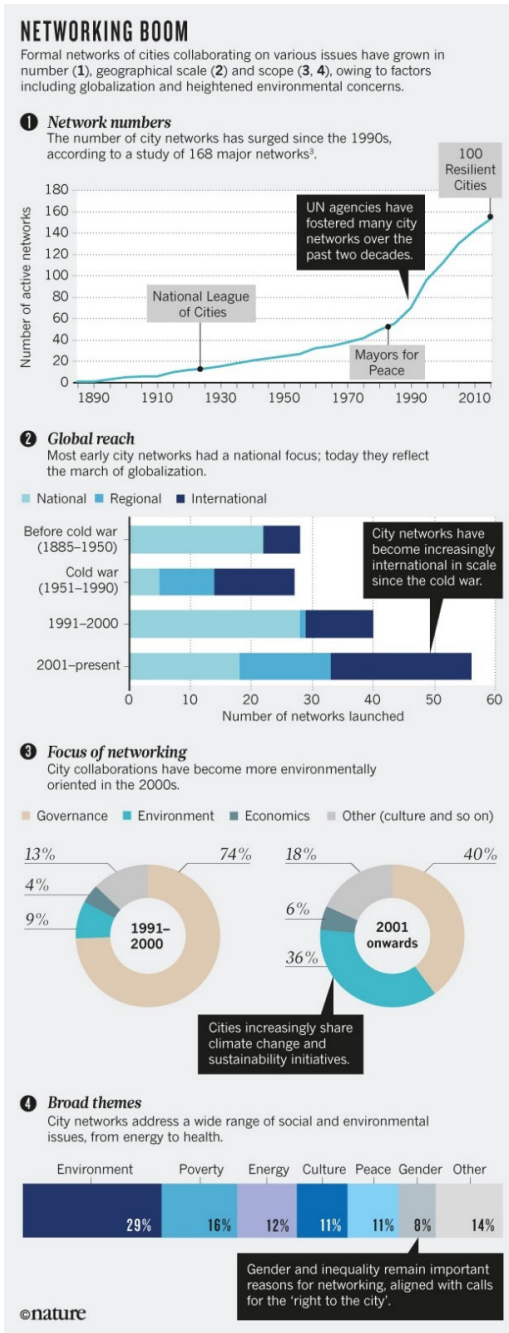 NETWORKING BOOM
Formal networks of cities collaborating on various issues have grown in
number (1), geographical scale (2) and scope (3, 4), owing to factors
including globalization and heightened environmental concerns.
1 Network numbers
The number of city networks has surged since the 1990s,
according to a study of 168 major networks³.
100
Resilient
Cities
Number of active networks
180
160
140
120
100
80
60
40
20
0
UN agencies have
fostered many city
networks over the
past two decades.
National League
of Cities
Mayors for
Peace
1890 1910 1930 1950 1970 1990 2010
2 Global reach
Most early city networks had a national focus; today they reflect
the march of globalization.
National Regional International
Before cold war
(1885–1950)
Cold war
(1951–1990)
1991–2000
2001–present
City networks have
become increasingly
international in scale
since the cold war.
0 10 20 30 40 50 60
Number of networks launched
3 Focus of networking
City collaborations have become more environmentally
oriented in the 2000s.
Governance Environment Economics Other (culture and so on)
13% 74%
4%
9%
1991–
2000
18% 40%
6%
36%
2001
onwards
Cities increasingly share
climate change and
sustainability initiatives.
4 Broad themes
City networks address a wide range of social and environmental
issues, from energy to health.
Environment Poverty Energy Culture Peace Gender Other
29% 16% 12% 11% 11% 8% 14%
Gender and inequality remain important
reasons for networking, aligned with calls
for the ‘right to the city’.
©nature